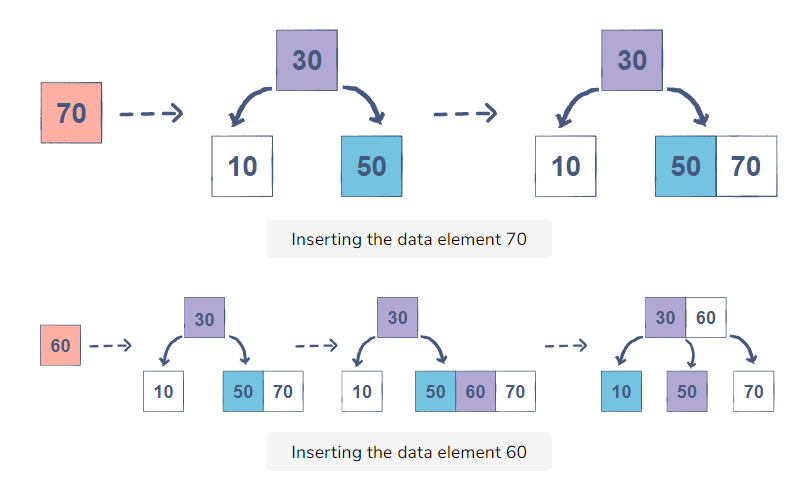 30 30
70
10 50 10 50 70
Inserting the data element 70
30 30 30 60
60
10 50 70 10 50 60 70 10 50 70
Inserting the data element 60